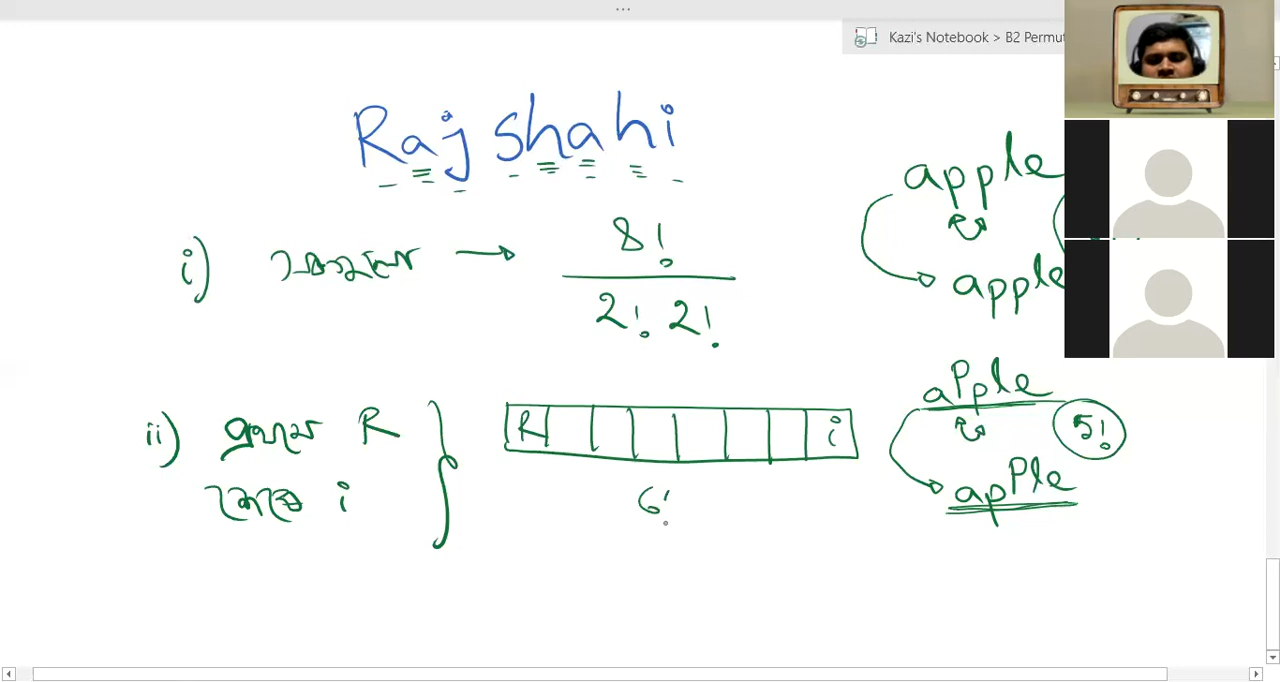 Kazi's Notebook > B2 Permut
Rajshahi
apple
i) → 8!
2! 2!
apple
aPple
ii) প্রথমে R
R i
5!
শেষে i
6!
apPle